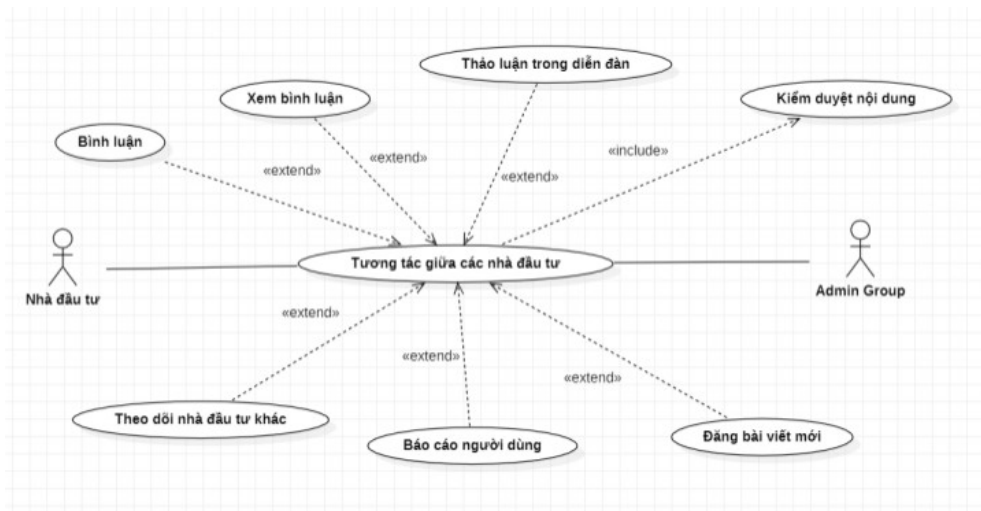 Thảo luận trong diễn đàn
Xem bình luận
Kiểm duyệt nội dung
Bình luận
«include»
«extend»
«extend»
«extend»
Tương tác giữa các nhà đầu tư
Nhà đầu tư
Admin Group
«extend»
«extend»
«extend»
Theo dõi nhà đầu tư khác
Báo cáo người dùng
Đăng bài viết mới